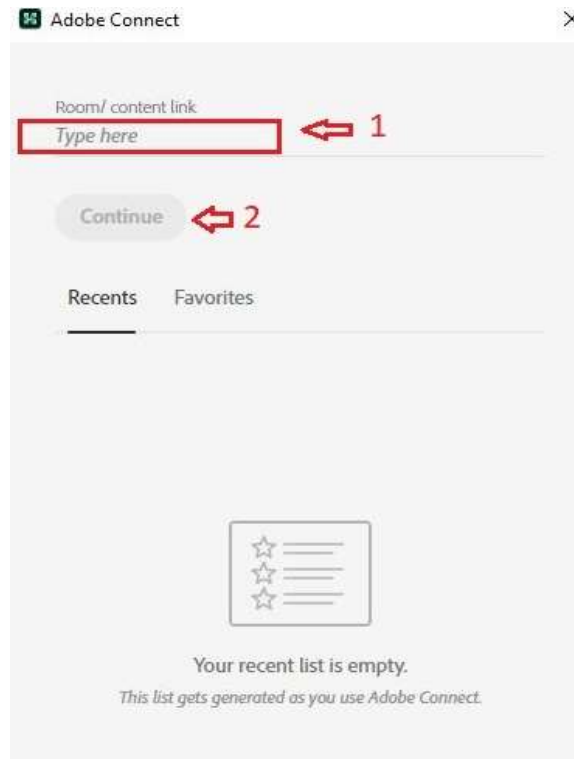 Adobe Connect
Room/ content link
Type here
1
Continue
2
Recents Favorites
Your recent list is empty.
This list gets generated as you use Adobe Connect.